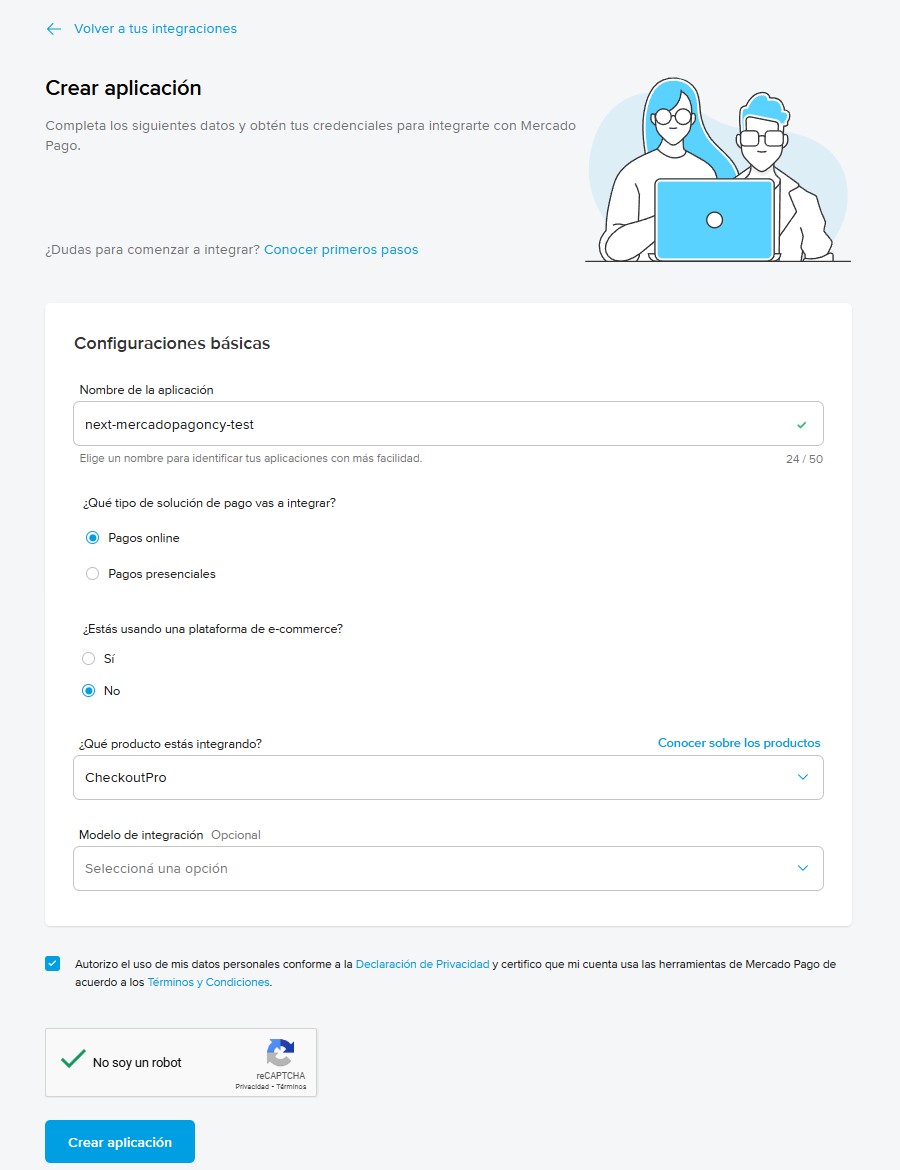 Volver a tus integraciones
Crear aplicación
Completa los siguientes datos y obtén tus credenciales para integrarte con Mercado
Pago.
¿Dudas para comenzar a integrar? Conocer primeros pasos
Configuraciones básicas
Nombre de la aplicación
next-mercadopagoncy-test
Elige un nombre para identificar tus aplicaciones con más facilidad.
24 / 50
¿Qué tipo de solución de pago vas a integrar?
Pagos online
Pagos presenciales
¿Estás usando una plataforma de e-commerce?
Sí
No
¿Qué producto estás integrando?
Conocer sobre los productos
CheckoutPro
Modelo de integración Opcional
Seleccioná una opción
Autorizo el uso de mis datos personales conforme a la Declaración de Privacidad y certifico que mi cuenta usa las herramientas de Mercado Pago de
acuerdo a los Términos y Condiciones.
No soy un robot
reCAPTCHA
Privacidad - Términos
Crear aplicación